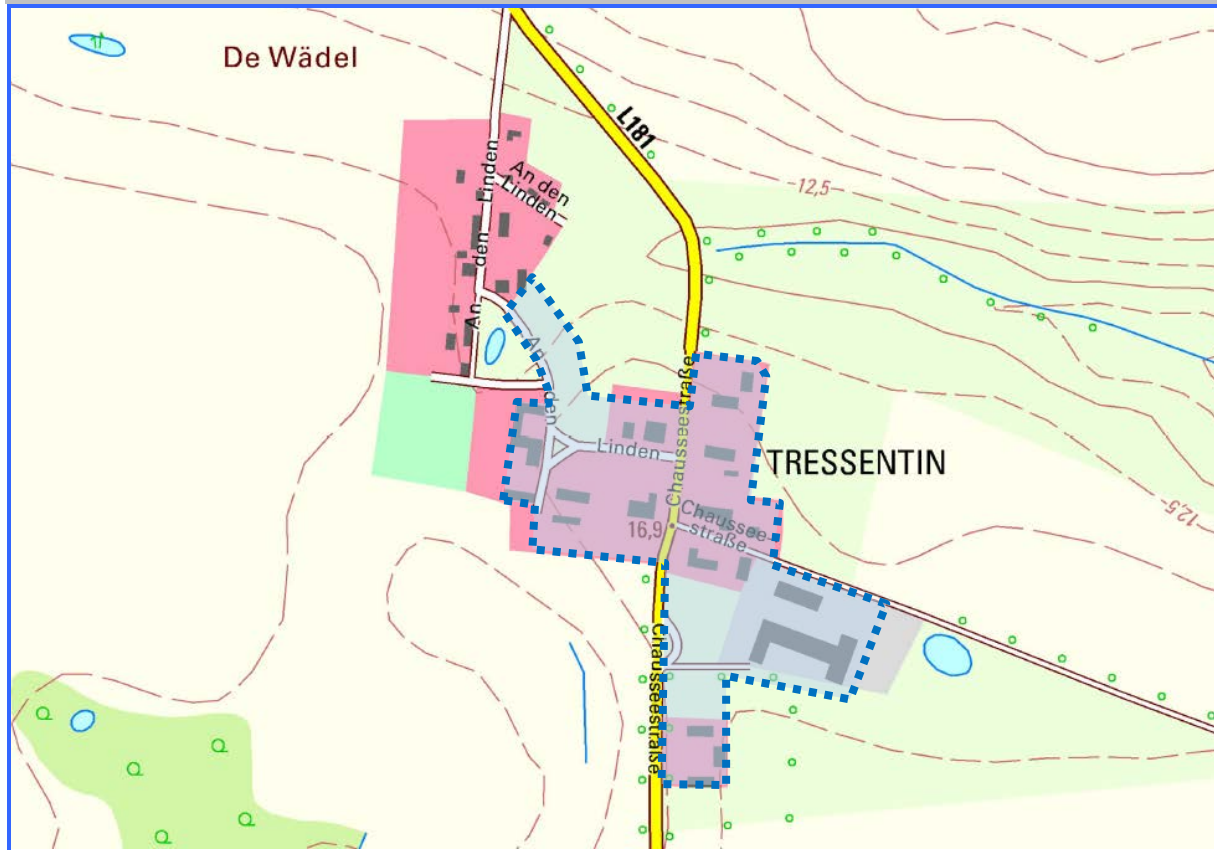 De Wädel
L181
An den
Linden
An den Linden
12,5
An den
Linden
Chausseestraße
TRESSENTIN
Chaussee-
straße
16,9
12,5
Chausseestraße